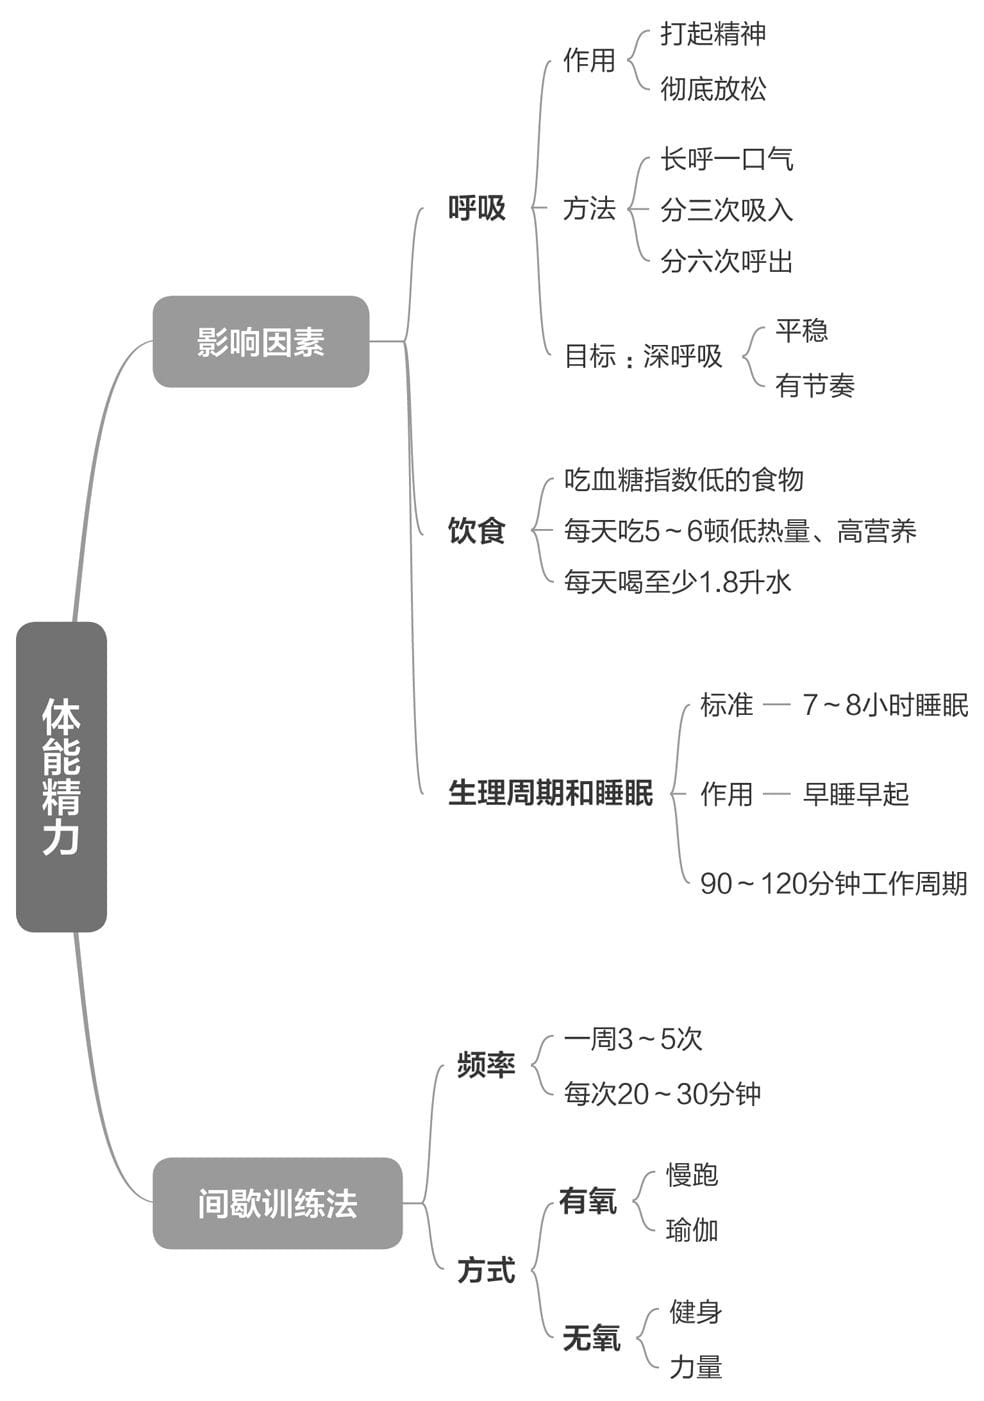 体能精力
影响因素
呼吸
作用
打起精神
彻底放松
方法
长呼一口气
分三次吸入
分六次呼出
目标：深呼吸
平稳
有节奏
饮食
吃血糖指数低的食物
每天吃5～6顿低热量、高营养
每天喝至少1.8升水
生理周期和睡眠
标准
7～8小时睡眠
作用
早睡早起
90～120分钟工作周期
间歇训练法
频率
一周3～5次
每次20～30分钟
方式
有氧
慢跑
瑜伽
无氧
健身
力量